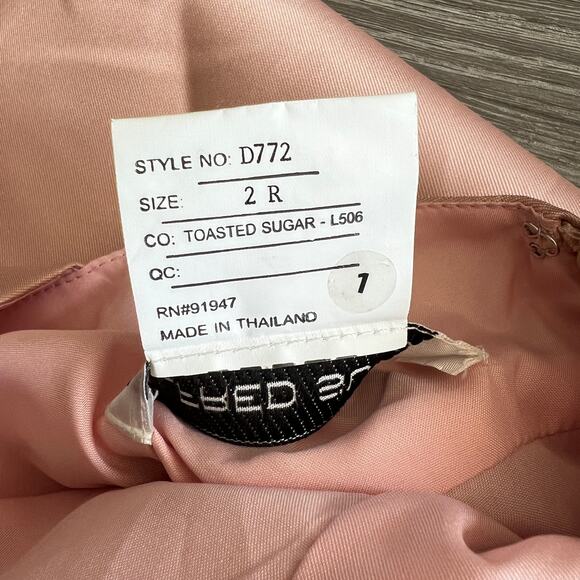 STYLE NO: D772
SIZE: 2 R
CO: TOASTED SUGAR - L506
QC:
7
RN#91947
MADE IN THAILAND